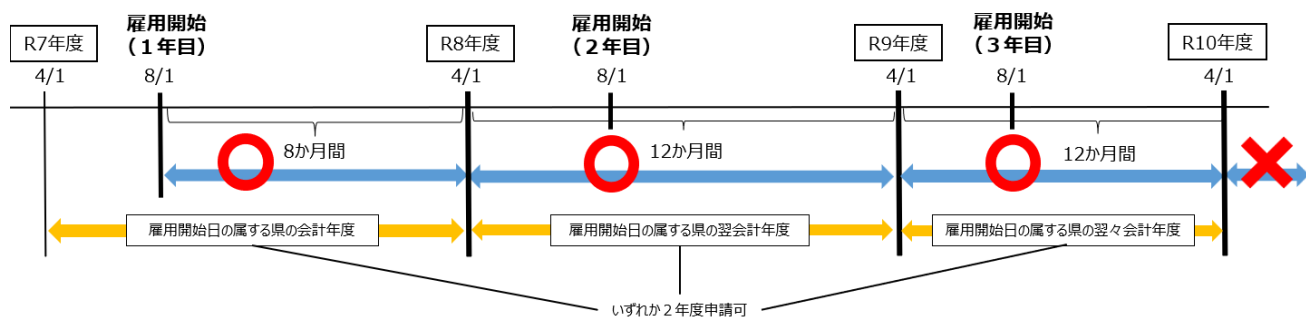 R7年度
4/1
雇用開始
（１年目）
8/1
R8年度
4/1
雇用開始
（２年目）
8/1
R9年度
4/1
雇用開始
（３年目）
8/1
R10年度
4/1
8か月間
12か月間
12か月間
雇用開始日の属する県の会計年度
雇用開始日の属する県の翌会計年度
雇用開始日の属する県の翌々会計年度
いずれか２年度申請可